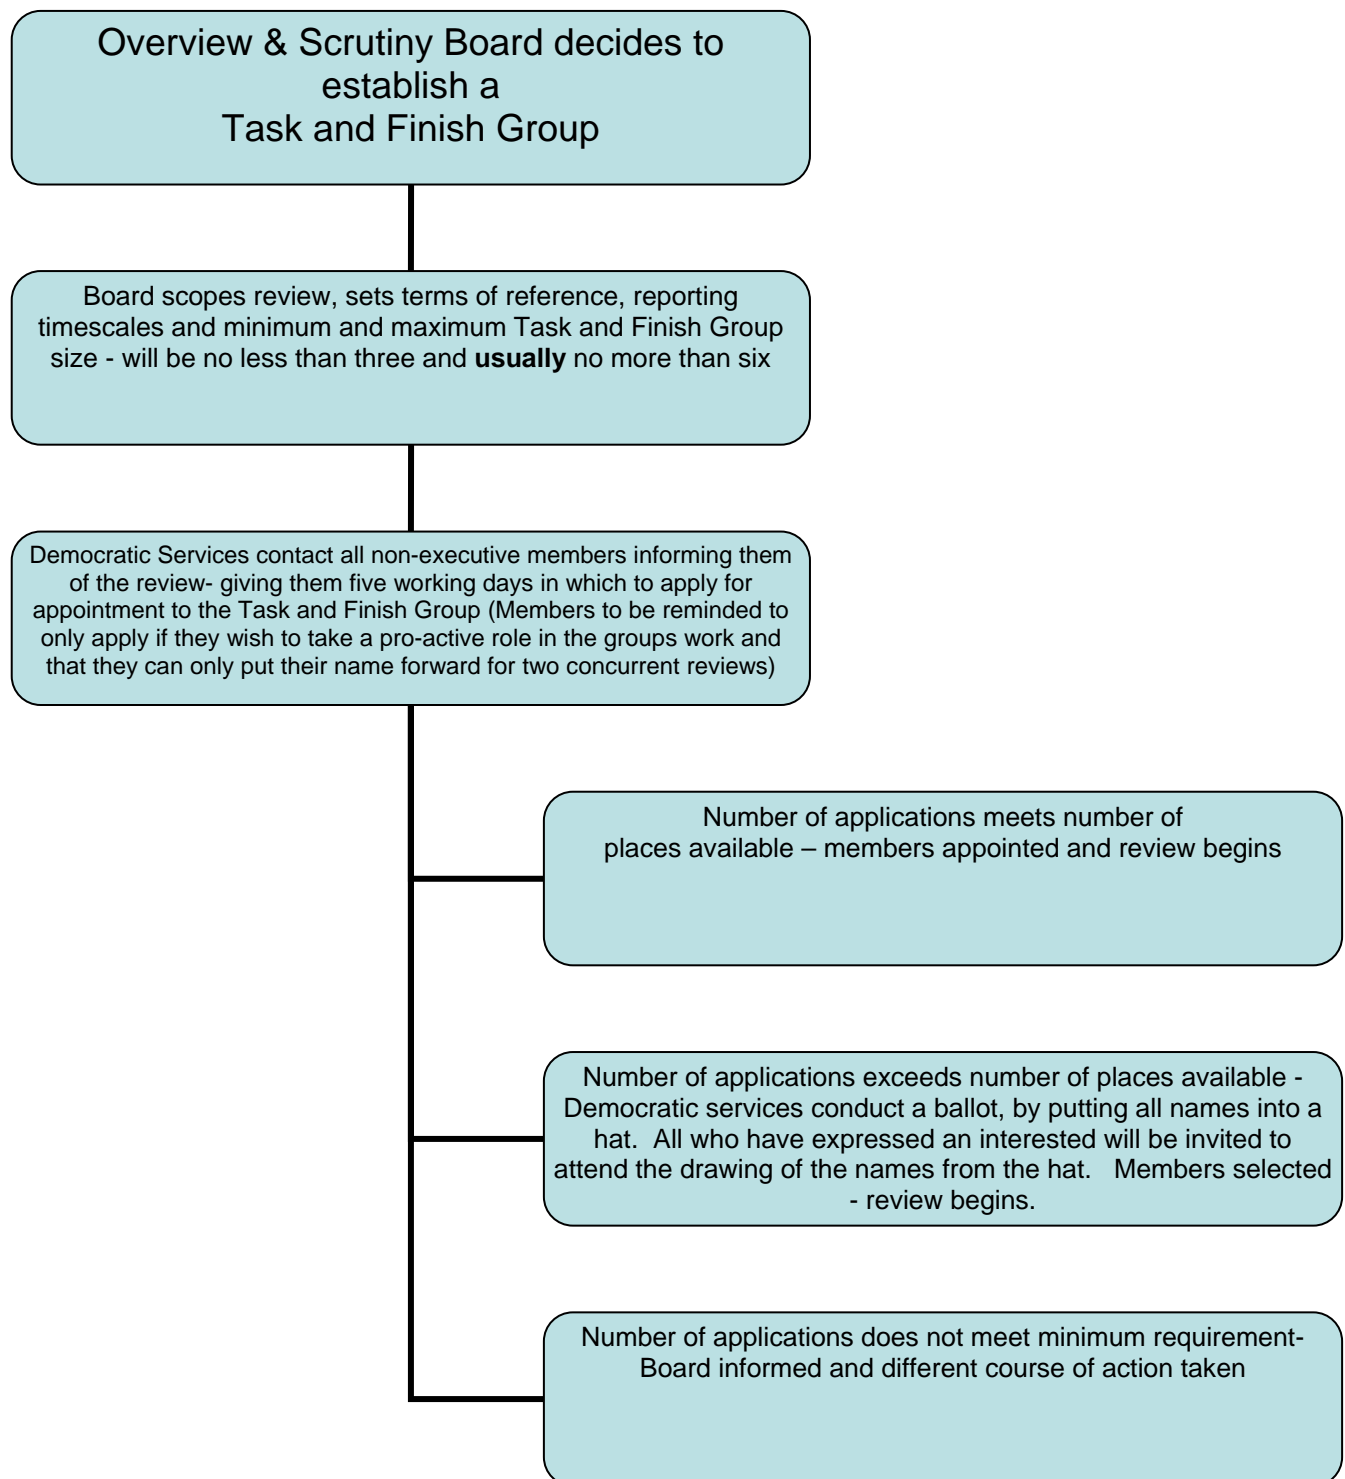 Overview & Scrutiny Board decides to
establish a
Task and Finish Group
Board scopes review, sets terms of reference, reporting
timescales and minimum and maximum Task and Finish Group
size - will be no less than three and usually no more than six
Democratic Services contact all non-executive members informing them
of the review- giving them five working days in which to apply for
appointment to the Task and Finish Group (Members to be reminded to
only apply if they wish to take a pro-active role in the groups work and
that they can only put their name forward for two concurrent reviews)
Number of applications meets number of
places available – members appointed and review begins
Number of applications exceeds number of places available -
Democratic services conduct a ballot, by putting all names into a
hat.  All who have expressed an interested will be invited to
attend the drawing of the names from the hat.   Members selected
- review begins.
Number of applications does not meet minimum requirement-
Board informed and different course of action taken